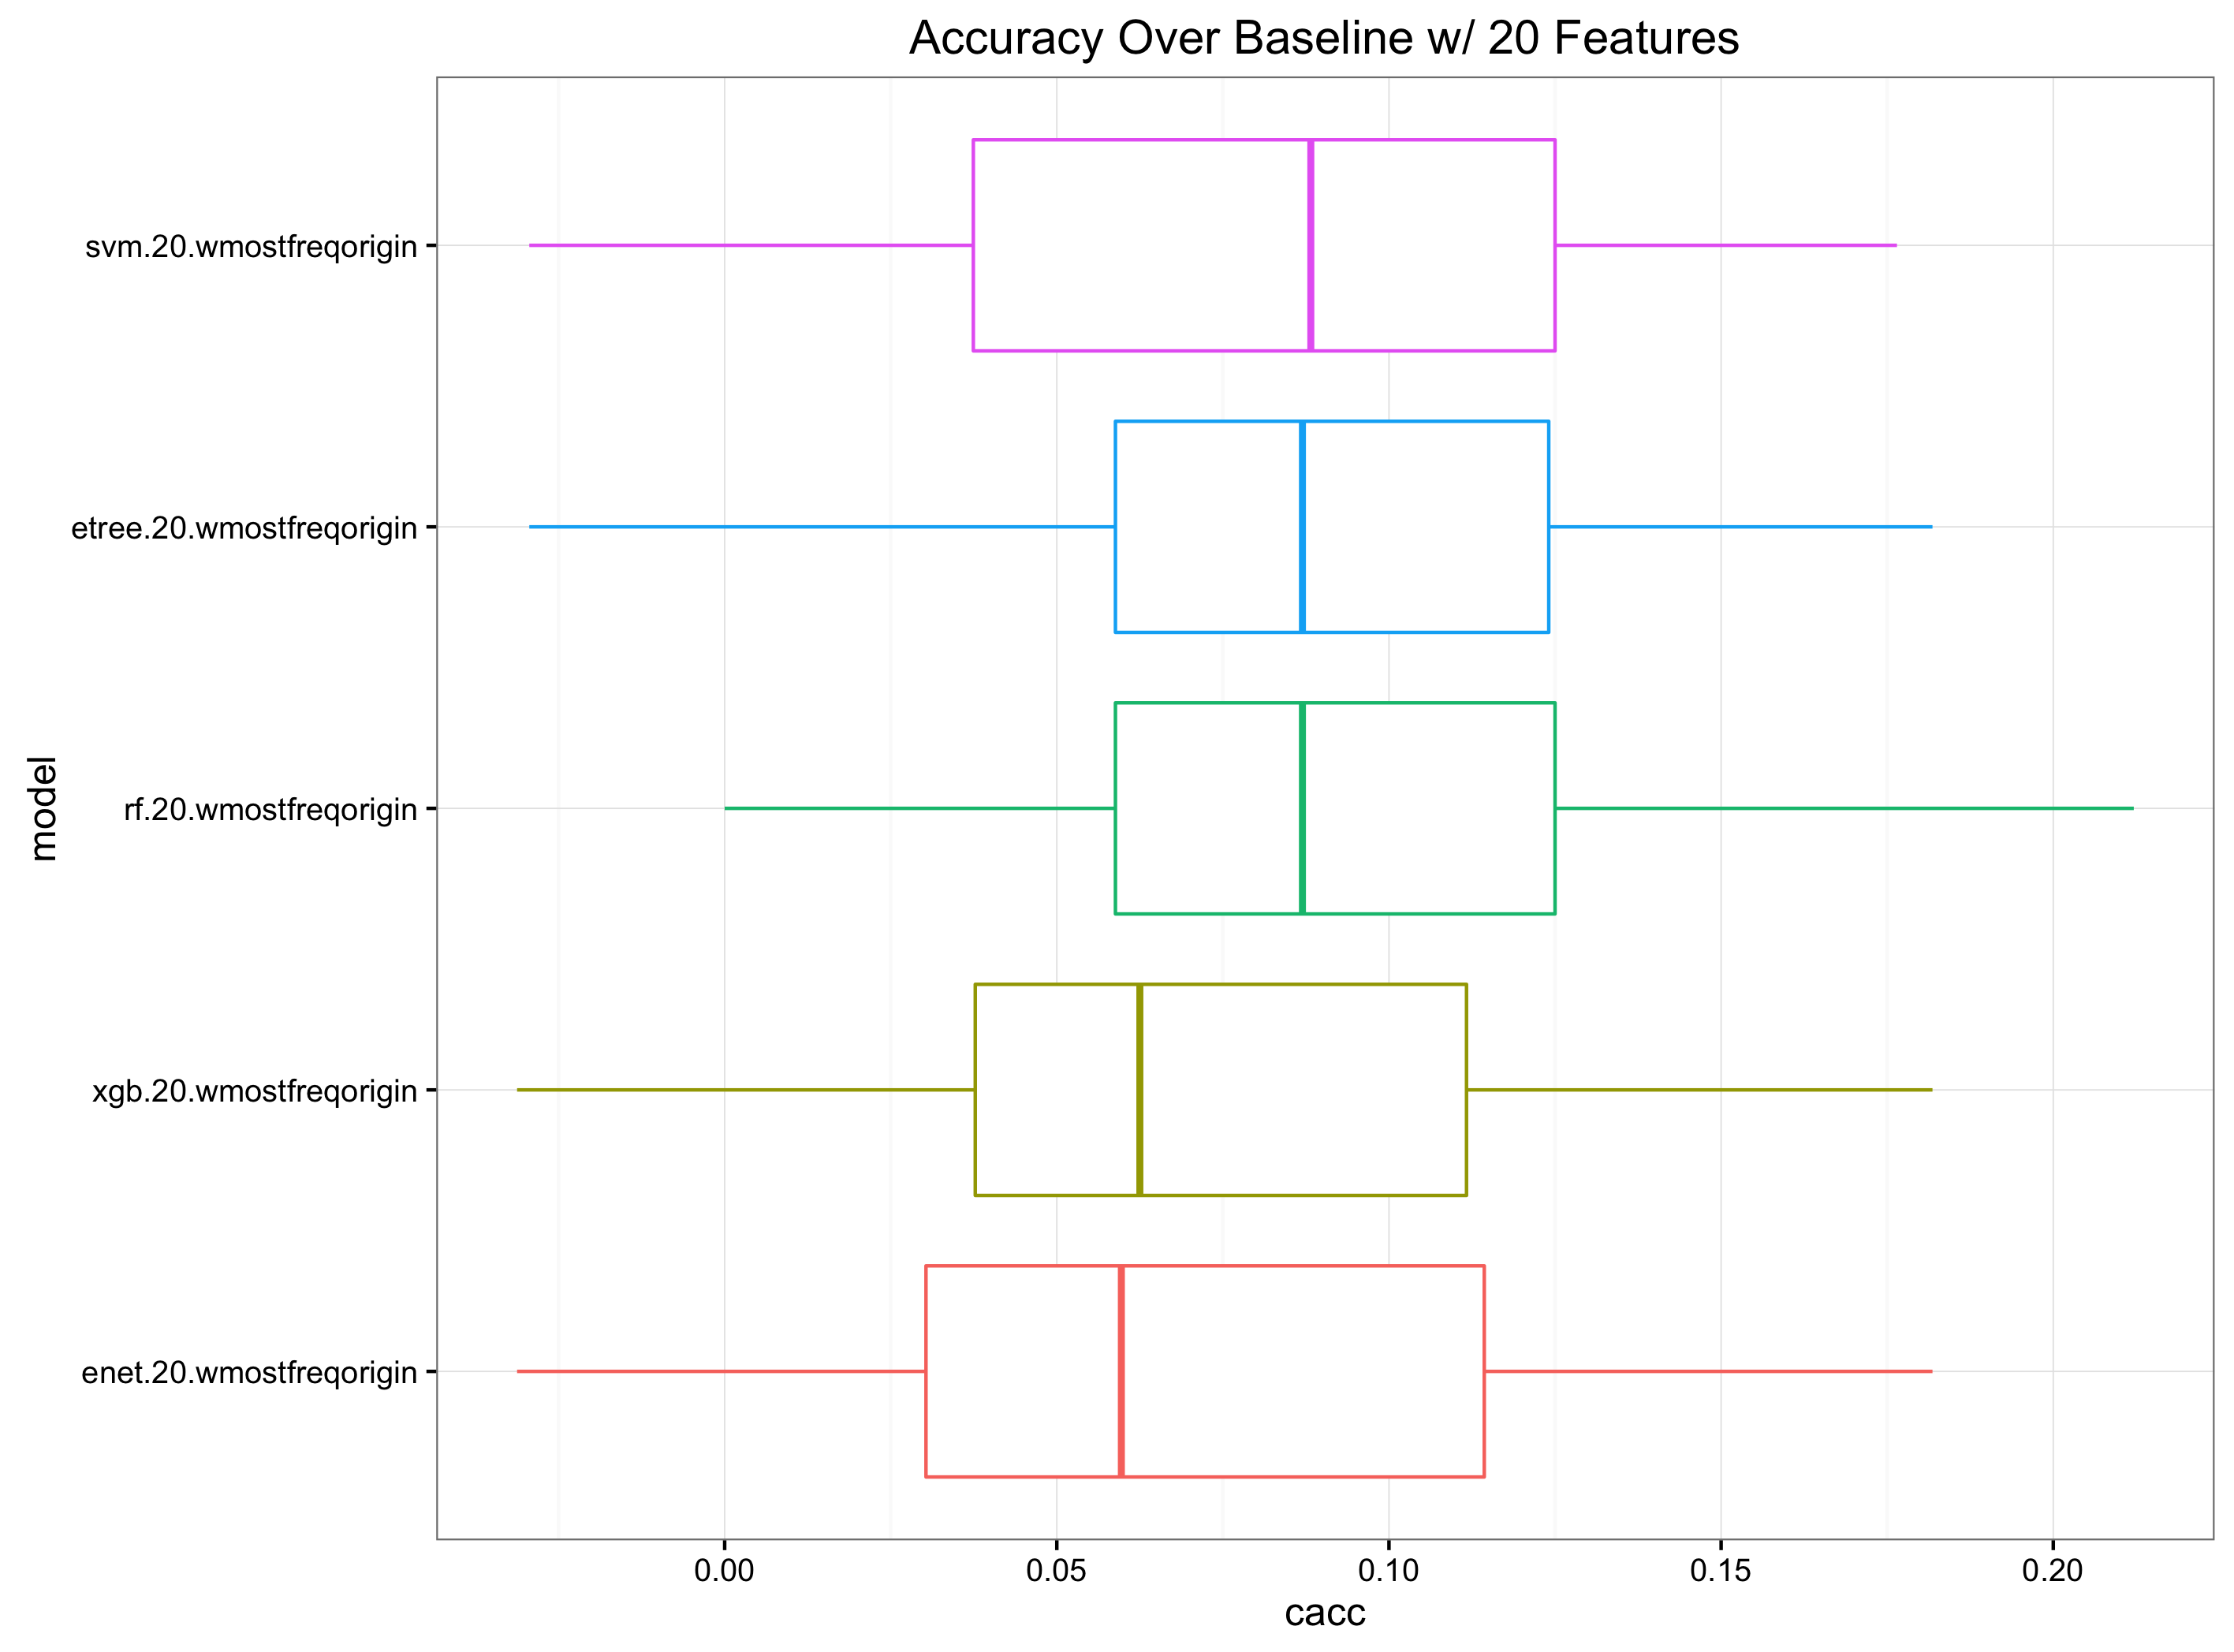 Accuracy Over Baseline w/ 20 Features
svm.20.wmostfreqorigin
etree.20.wmostfreqorigin
rf.20.wmostfreqorigin
xgb.20.wmostfreqorigin
enet.20.wmostfreqorigin
model
0.00 0.05 0.10 0.15 0.20
cacc